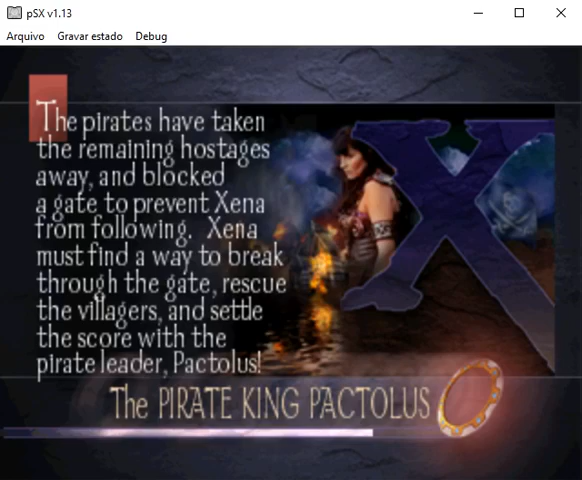 pSX v1.13
Arquivo Gravar estado Debug
The pirates have taken
the remaining hostages
away, and blocked
a gate to prevent Xena
from following. Xena
must find a way to break
through the gate, rescue
the villagers, and settle
the score with the
pirate leader, Pactolus!
X
The PIRATE KING PACTOLUS